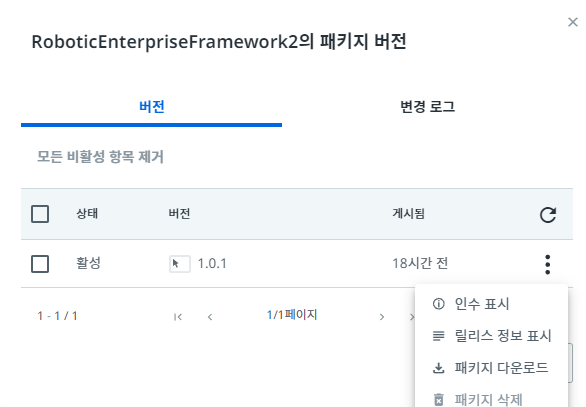 RoboticEnterpriseFramework2의 패키지 버전
버전 변경 로그
모든 비활성 항목 제거
상태 버전 게시됨
활성 1.0.1 18시간 전
1 - 1 / 1 1/1페이지
인수 표시
릴리스 정보 표시
패키지 다운로드
패키지 삭제